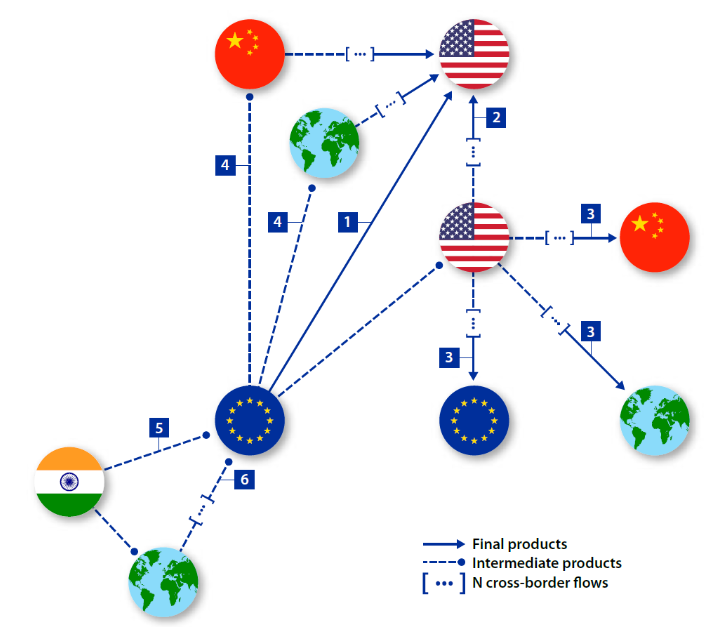 [ ... ]
[ ... ]
4
2
[ ... ]
4
1
3
[ ... ]
[ ... ]
3
[ ... ]
3
5
6
[ ... ]
Final products
Intermediate products
[ ... ] N cross-border flows